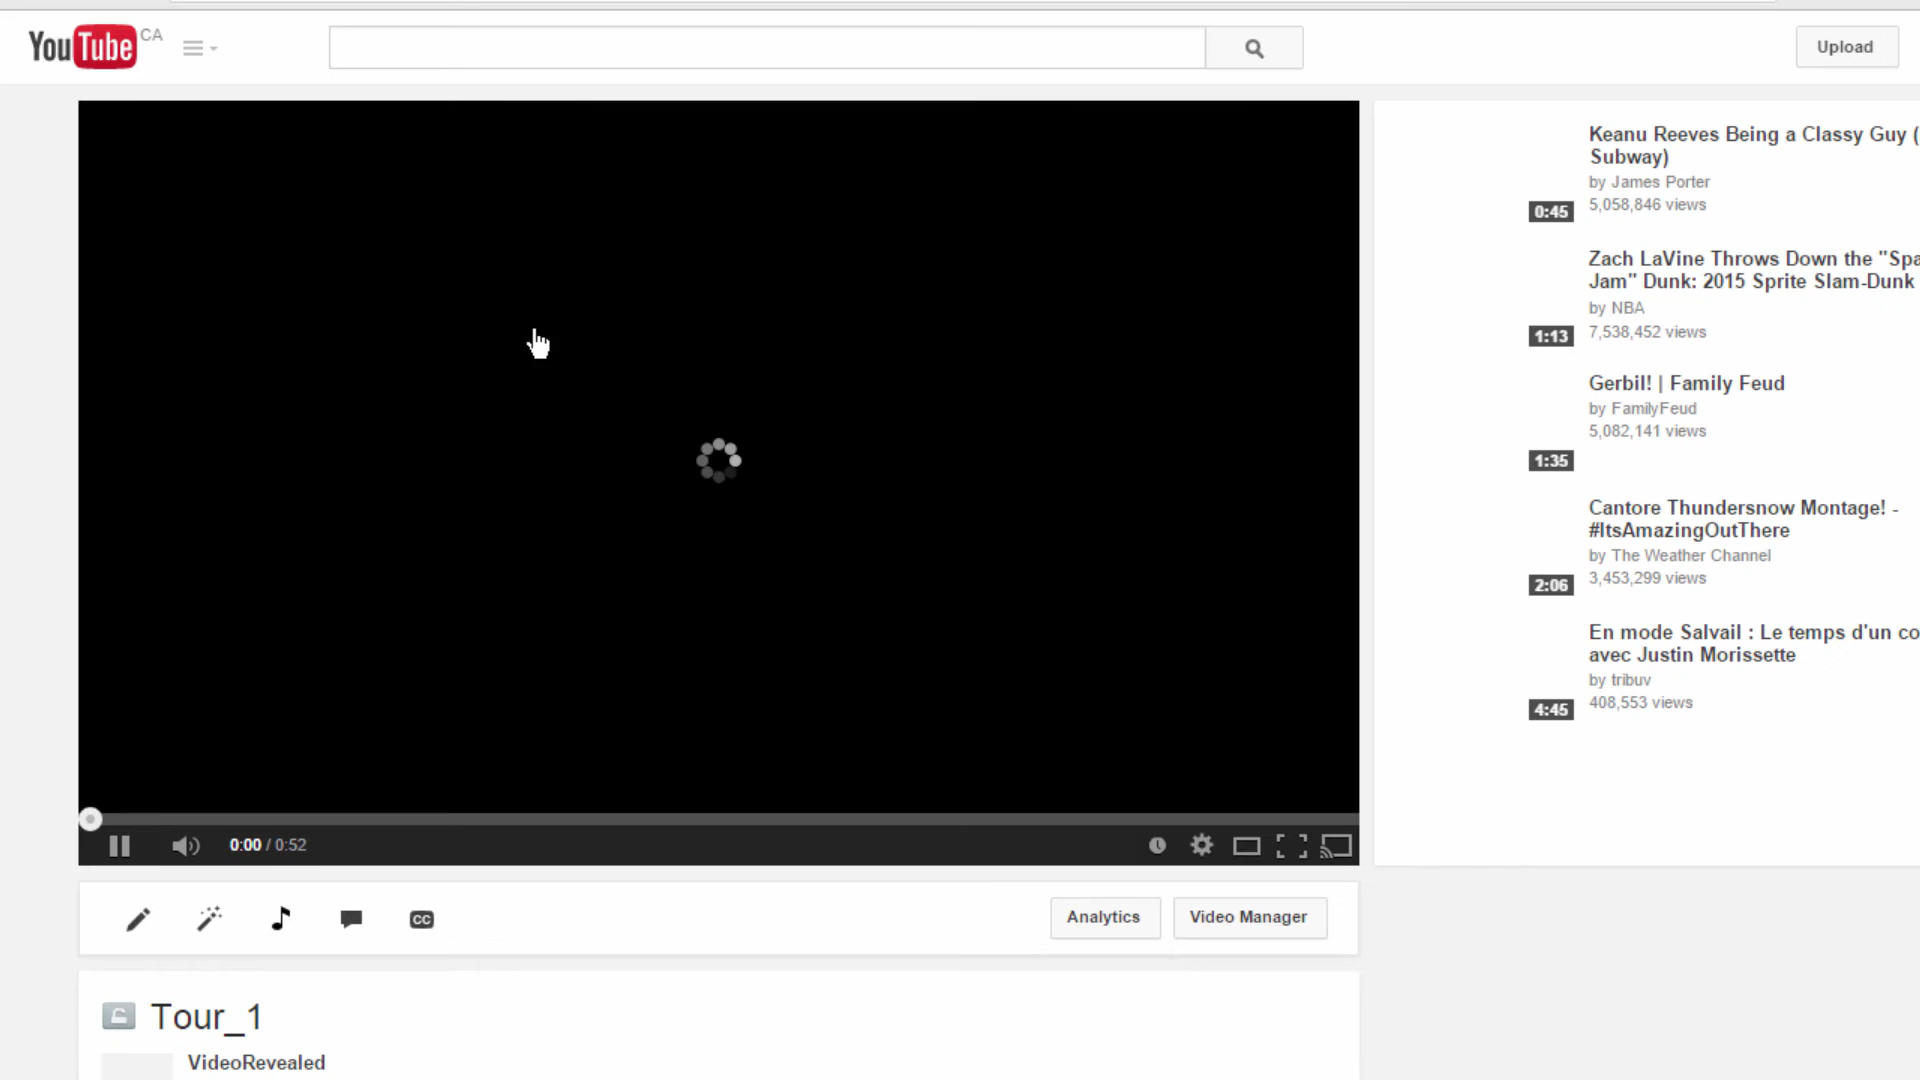 YouTube CA
Upload
Keanu Reeves Being a Classy Guy (
Subway)
by James Porter
5,058,846 views
0:45
Zach LaVine Throws Down the "Spa
Jam" Dunk: 2015 Sprite Slam-Dunk
by NBA
7,538,452 views
1:13
Gerbil! | Family Feud
by FamilyFeud
5,082,141 views
1:35
Cantore Thundersnow Montage! -
#ItsAmazingOutThere
by The Weather Channel
3,453,299 views
2:06
En mode Salvail : Le temps d'un co
avec Justin Morissette
by tribuv
408,553 views
4:45
0:00 / 0:52
CC
Analytics
Video Manager
Tour_1
VideoRevealed